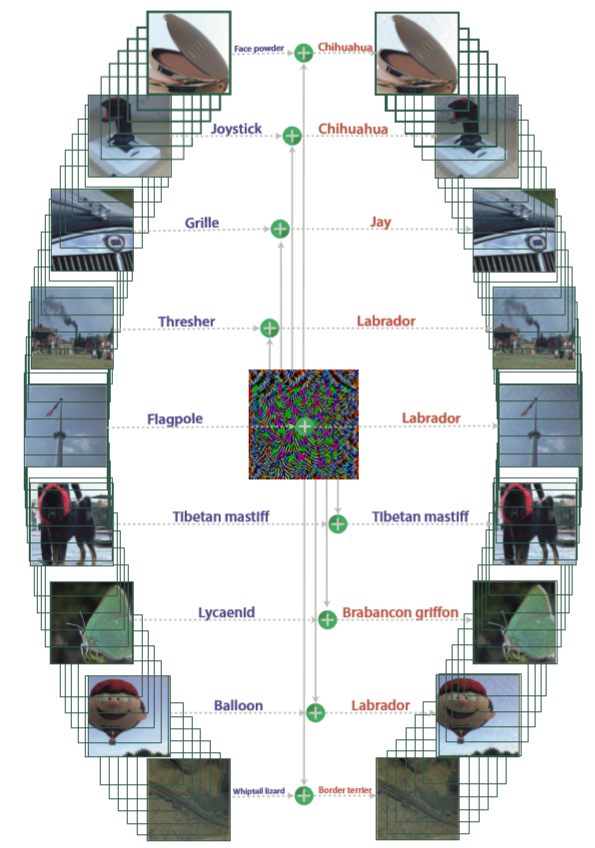 Face powder Chihuahua
Joystick Chihuahua
Grille Jay
Thresher Labrador
Flagpole Labrador
Tibetan mastiff Tibetan mastiff
Lycaenid Brabancon griffon
Balloon Labrador
Whiptail lizard Border terrier